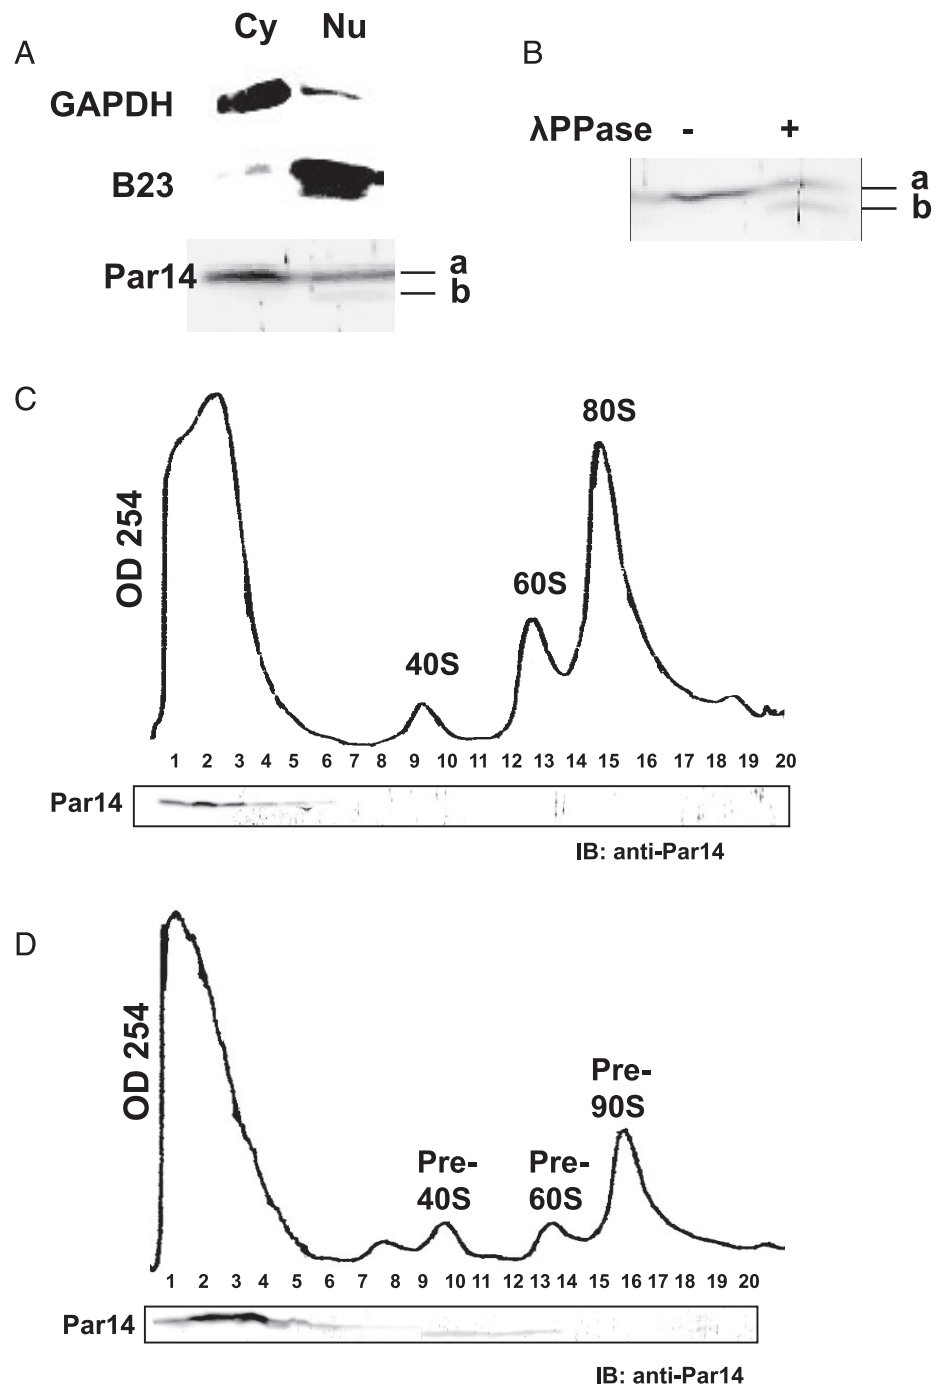 A
Cy Nu
GAPDH
B23
Par14
a
b
B
λPPase - +
a
b
C
OD 254
40S
60S
80S
1 2 3 4 5 6 7 8 9 10 11 12 13 14 15 16 17 18 19 20
Par14
IB: anti-Par14
D
OD 254
Pre-
40S
Pre-
60S
Pre-
90S
1 2 3 4 5 6 7 8 9 10 11 12 13 14 15 16 17 18 19 20
Par14
IB: anti-Par14